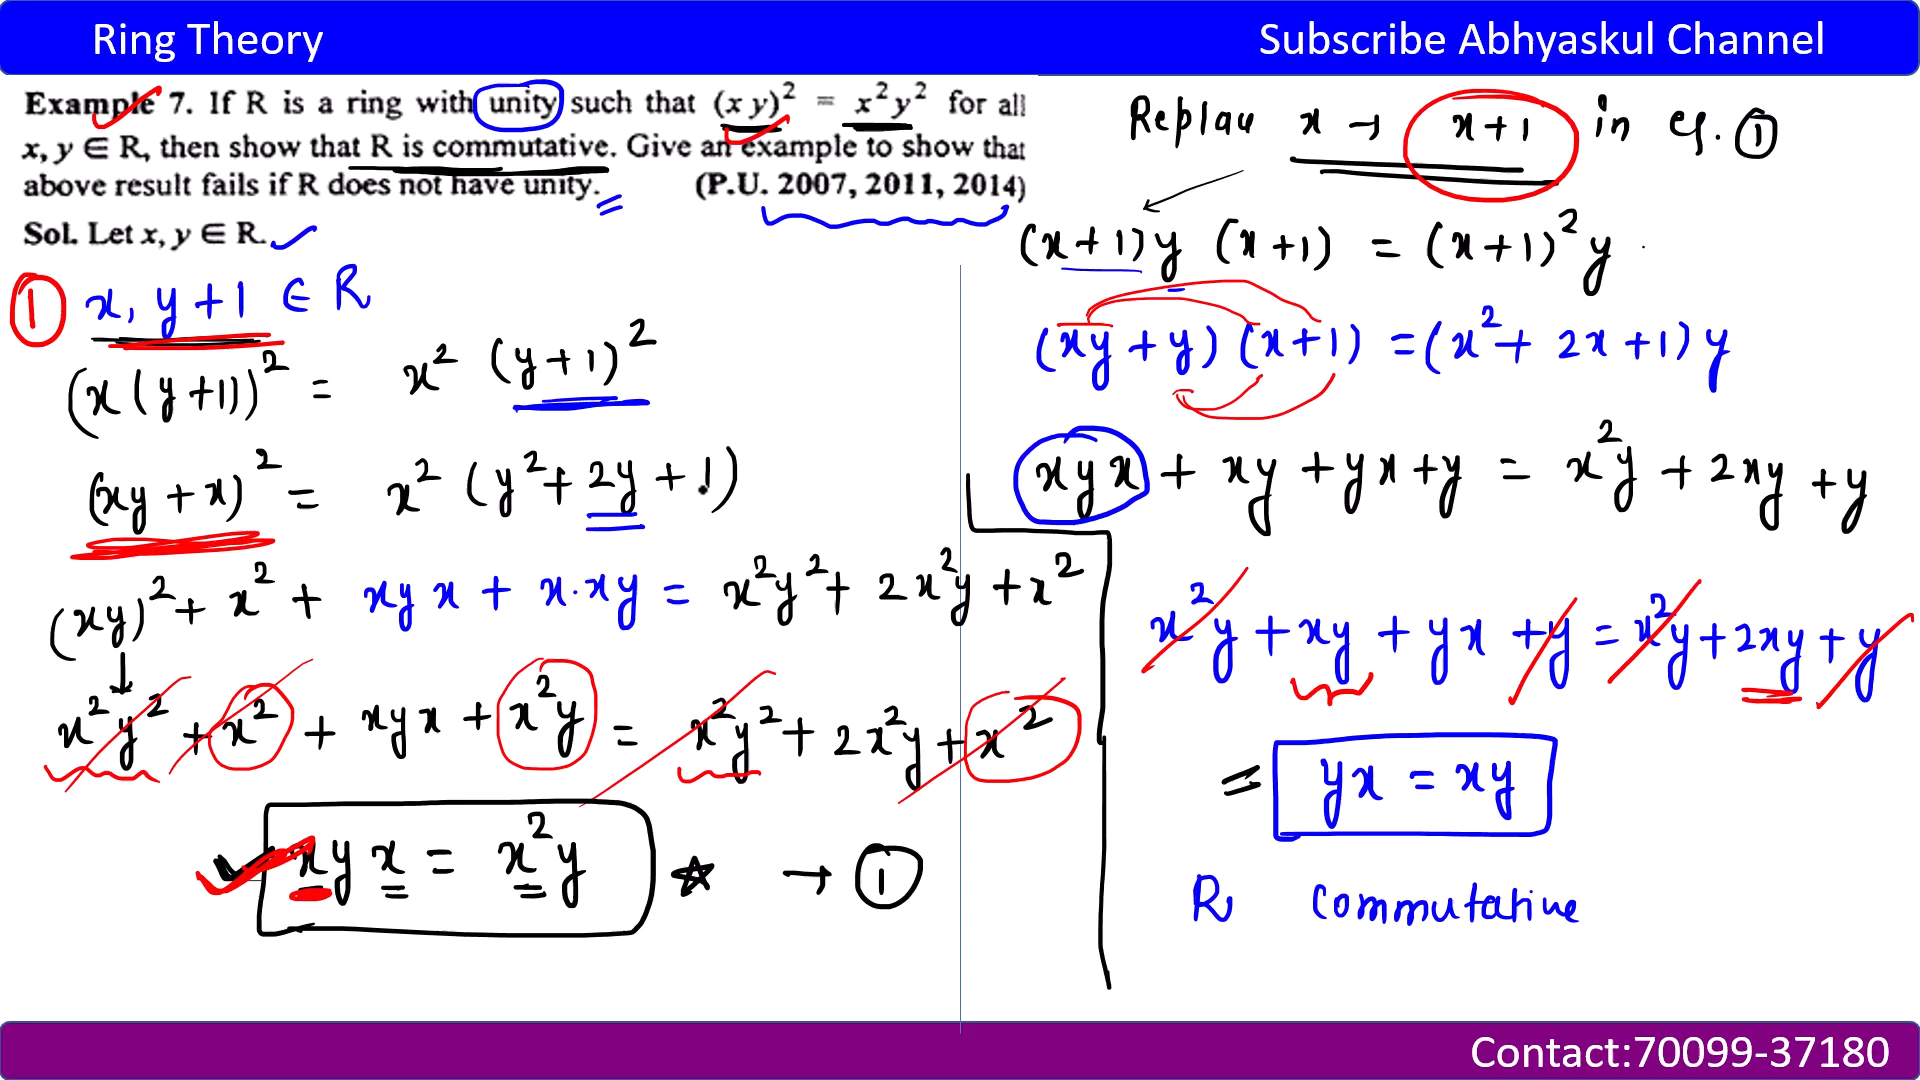 Ring Theory
Subscribe Abhyaskul Channel
Example 7. If R is a ring with unity such that (x y)² = x²y² for all
x, y ∈ R, then show that R is commutative. Give an example to show that
above result fails if R does not have unity. (P.U. 2007, 2011, 2014)
Sol. Let x, y ∈ R.
① x, y+1 ∈ R
(x(y+1))² = x² (y+1)²
(xy + x)² = x² (y² + 2y + 1)
(xy)² + x² + xyx + x·xy = x²y² + 2x²y + x²
x²y² + x² + xyx + x²y = x²y² + 2x²y + x²
xyx = x²y ☆ → ①
Replau x → x+1 in eq. ①
(x+1)y (x+1) = (x+1)² y
(xy + y) (x+1) = (x² + 2x + 1) y
xyx + xy + yx + y = x²y + 2xy + y
x²y + xy + yx + y = x²y + 2xy + y
= yx = xy
R commutative
Contact:70099-37180